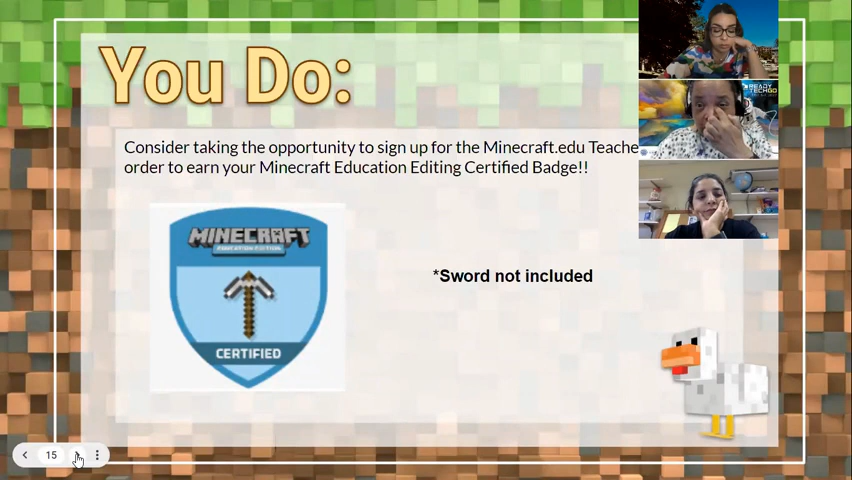 You Do:
Consider taking the opportunity to sign up for the Minecraft.edu Teache
order to earn your Minecraft Education Editing Certified Badge!!
MINECRAFT
EDUCATION EDITION
CERTIFIED
*Sword not included
READY
TECHGO
15